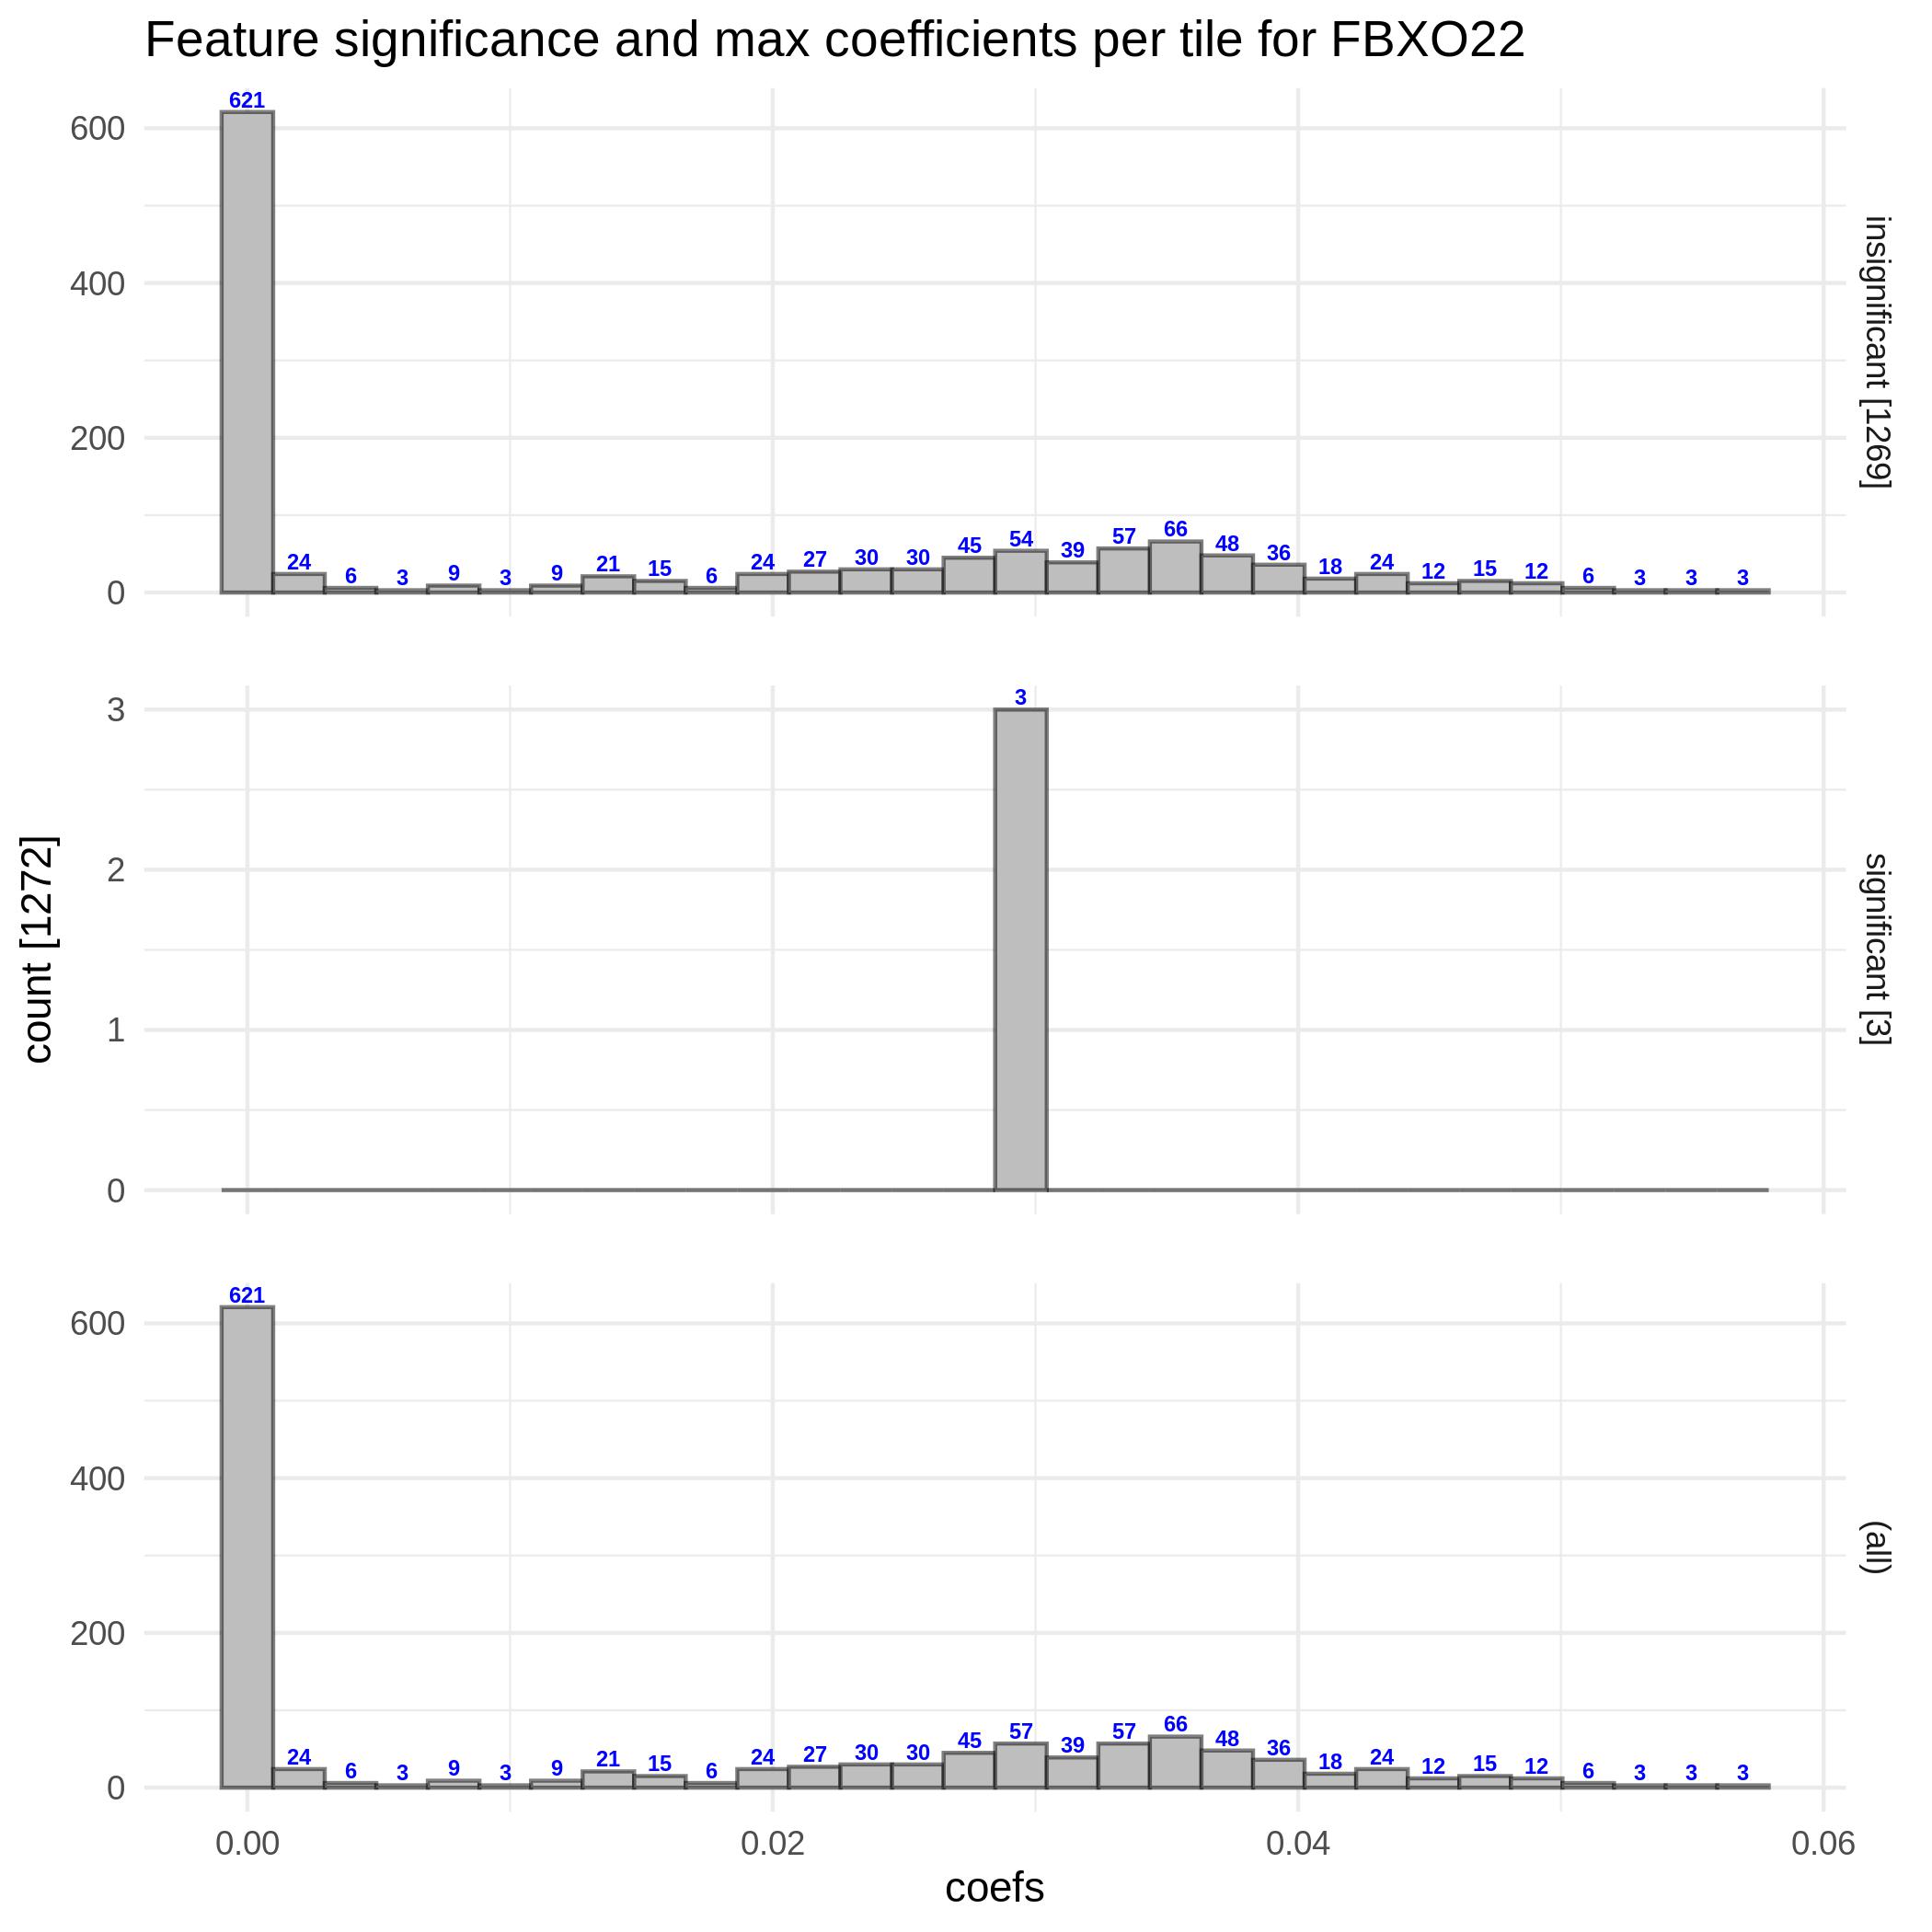 Feature significance and max coefficients per tile for FBXO22
621
600
400
200
0
24 6 3 9 3 9 21 15 6 24 27 30 30 45 54 39 57 66 48 36 18 24 12 15 12 6 3 3 3
insignificant [1269]
3
3
2
1
0
significant [3]
count [1272]
621
600
400
200
0
24 6 3 9 3 9 21 15 6 24 27 30 30 45 57 39 57 66 48 36 18 24 12 15 12 6 3 3 3
(all)
0.00 0.02 0.04 0.06
coefs